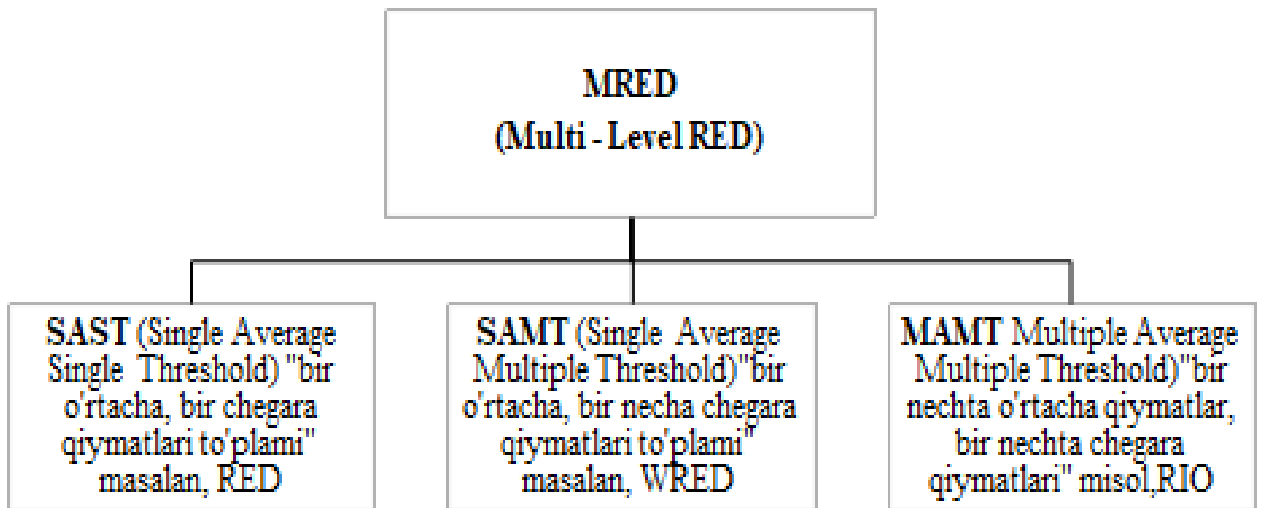 MRED
(Multi - Level RED)
SAST (Single Average
Single Threshold) "bir
o'rtacha, bir chegara
qiymatlari to'plami"
masalan, RED
SAMT (Single Average
Multiple Threshold)"bir
o'rtacha, bir necha chegara
qiymatlari to'plami"
masalan, WRED
MAMT Multiple Average
Multiple Threshold)"bir
nechta o'rtacha qiymatlar,
bir nechta chegara
qiymatlari" misol,RIO